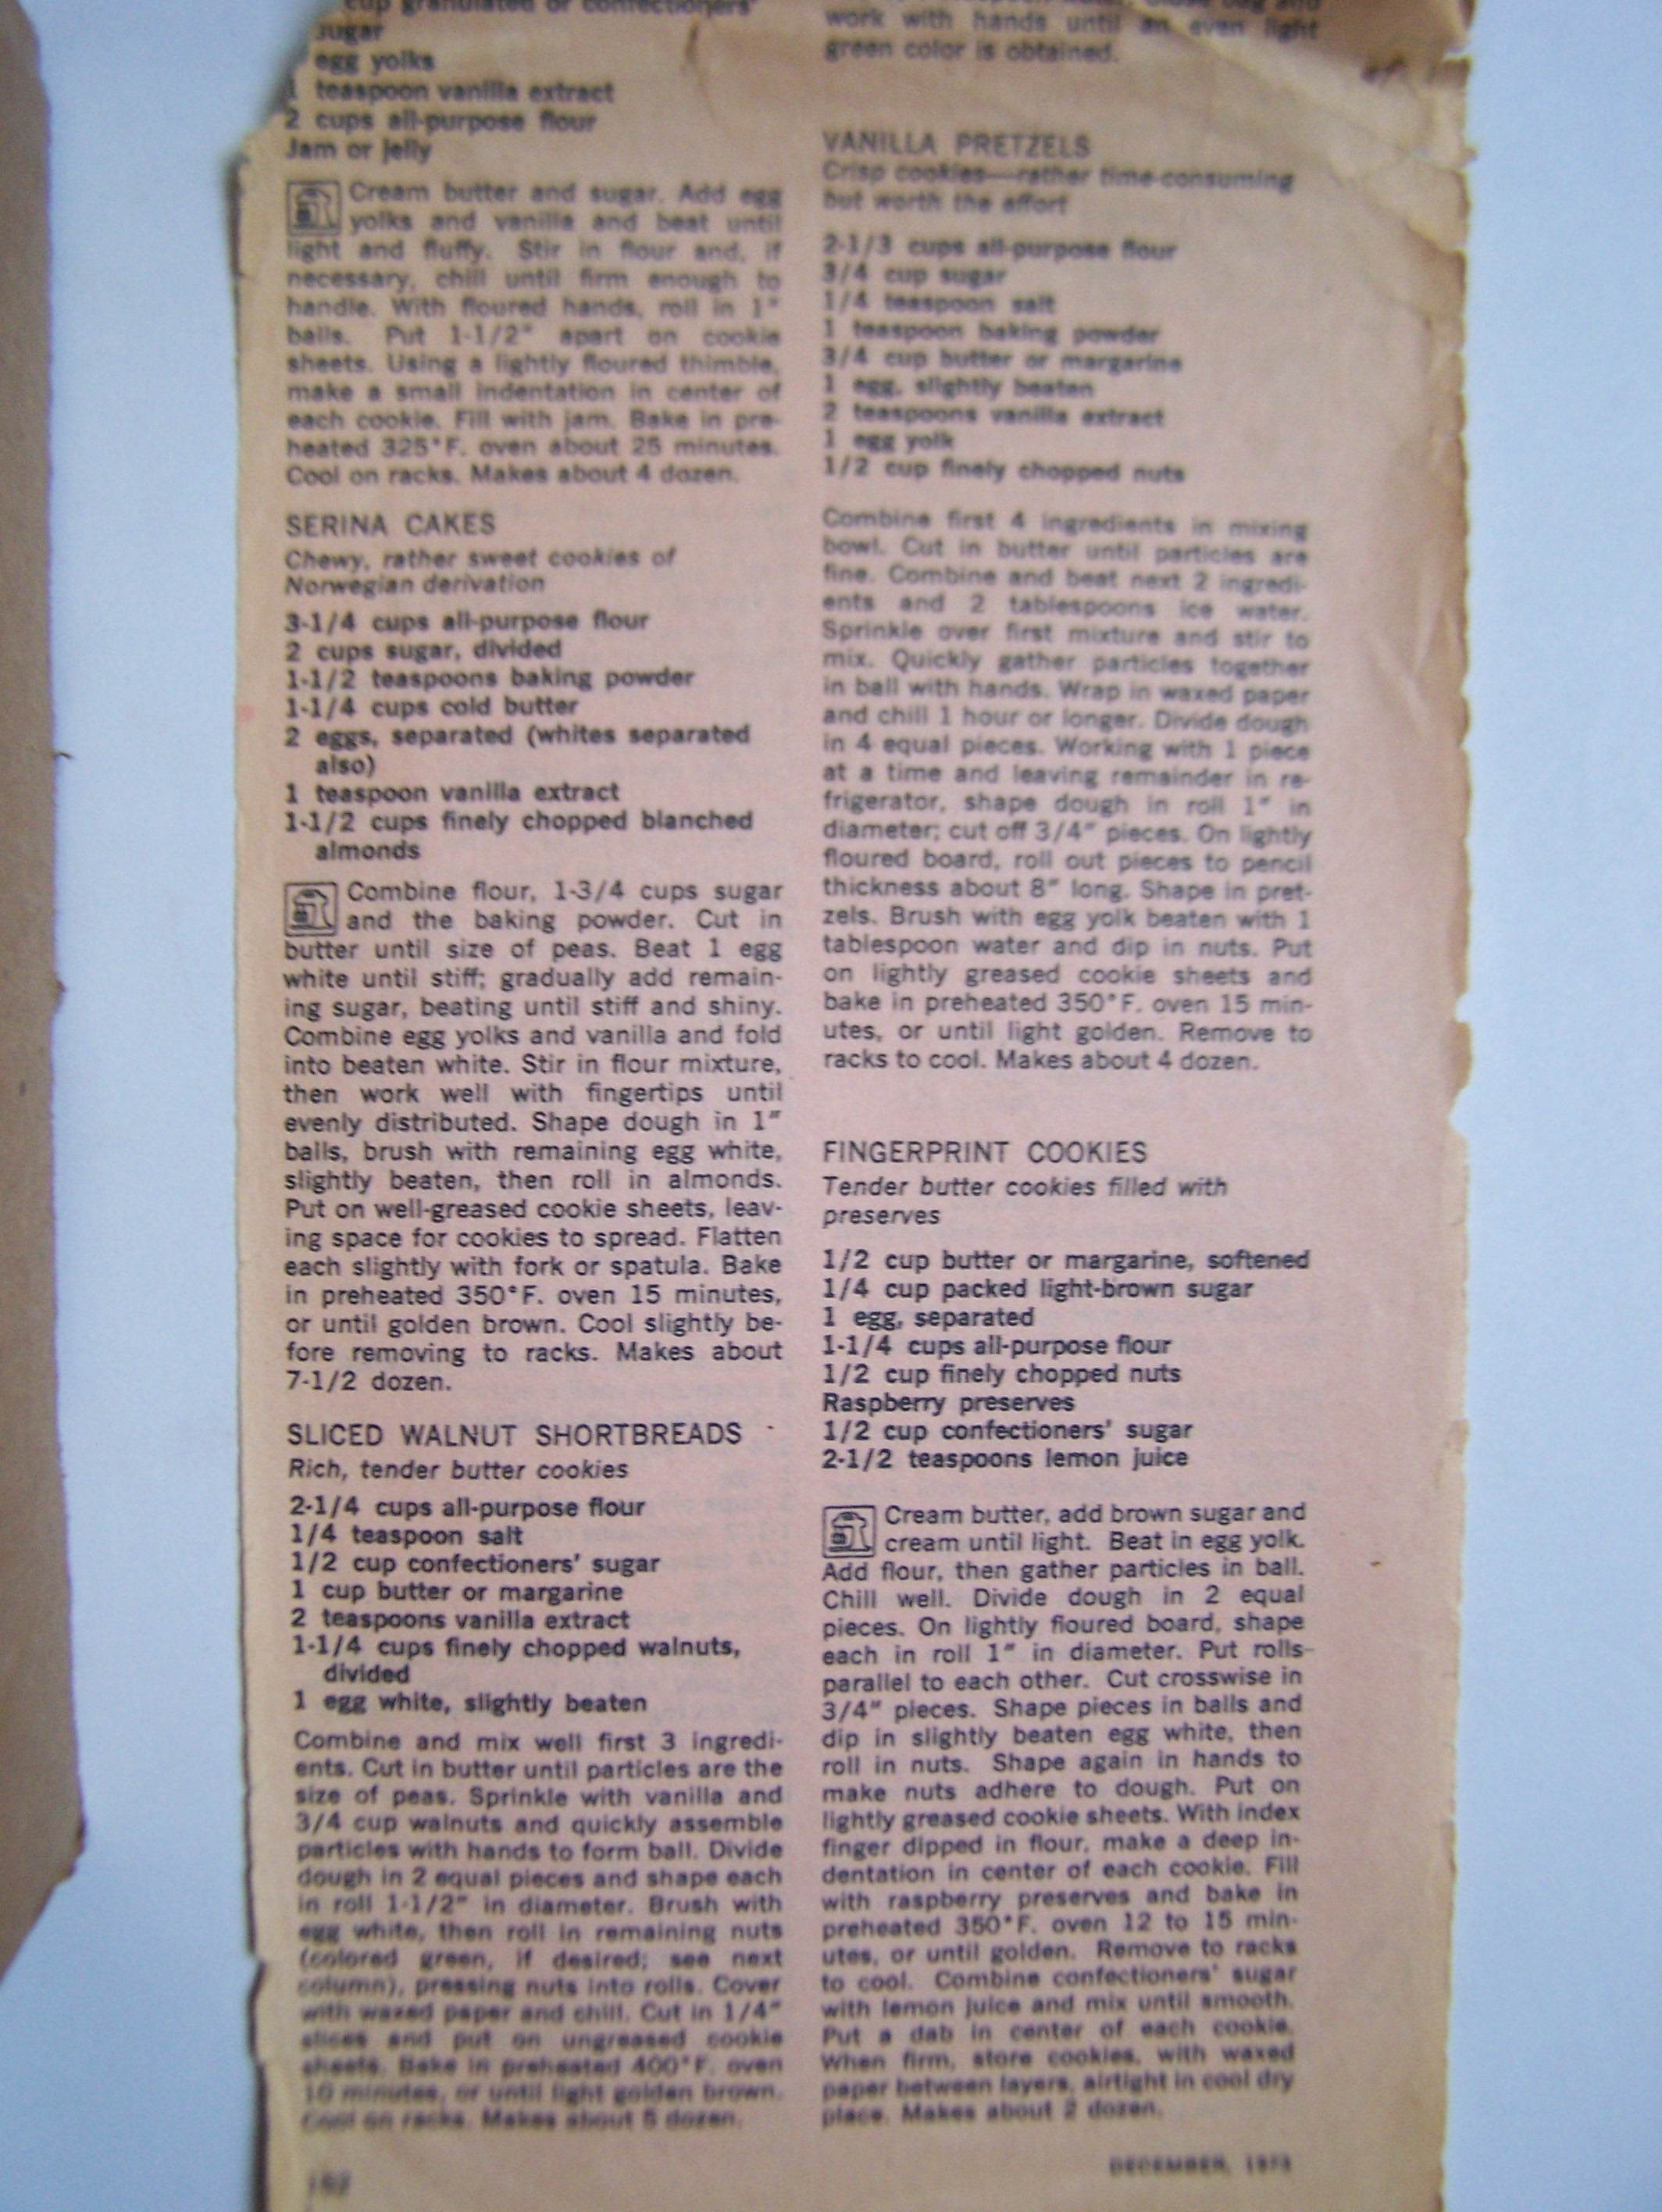 cup granulated or confectioners'
sugar
egg yolks
1 teaspoon vanilla extract
2 cups all-purpose flour
Jam or jelly
Cream butter and sugar. Add egg
yolks and vanilla and beat until
light and fluffy. Stir in flour and, if
necessary, chill until firm enough to
handle. With floured hands, roll in 1"
balls. Put 1-1/2" apart on cookie
sheets. Using a lightly floured thimble,
make a small indentation in center of
each cookie. Fill with jam. Bake in pre-
heated 325°F. oven about 25 minutes.
Cool on racks. Makes about 4 dozen.
SERINA CAKES
Chewy, rather sweet cookies of
Norwegian derivation
3-1/4 cups all-purpose flour
2 cups sugar, divided
1-1/2 teaspoons baking powder
1-1/4 cups cold butter
2 eggs, separated (whites separated
also)
1 teaspoon vanilla extract
1-1/2 cups finely chopped blanched
almonds
Combine flour, 1-3/4 cups sugar
and the baking powder. Cut in
butter until size of peas. Beat 1 egg
white until stiff; gradually add remain-
ing sugar, beating until stiff and shiny.
Combine egg yolks and vanilla and fold
into beaten white. Stir in flour mixture,
then work well with fingertips until
evenly distributed. Shape dough in 1"
balls, brush with remaining egg white,
slightly beaten, then roll in almonds.
Put on well-greased cookie sheets, leav-
ing space for cookies to spread. Flatten
each slightly with fork or spatula. Bake
in preheated 350°F. oven 15 minutes,
or until golden brown. Cool slightly be-
fore removing to racks. Makes about
7-1/2 dozen.
SLICED WALNUT SHORTBREADS
Rich, tender butter cookies
2-1/4 cups all-purpose flour
1/4 teaspoon salt
1/2 cup confectioners' sugar
1 cup butter or margarine
2 teaspoons vanilla extract
1-1/4 cups finely chopped walnuts,
divided
1 egg white, slightly beaten
Combine and mix well first 3 ingredi-
ents. Cut in butter until particles are the
size of peas. Sprinkle with vanilla and
3/4 cup walnuts and quickly assemble
particles with hands to form ball. Divide
dough in 2 equal pieces and shape each
in roll 1-1/2" in diameter. Brush with
egg white, then roll in remaining nuts
(colored green, if desired; see next
column), pressing nuts into rolls. Cover
with waxed paper and chill. Cut in 1/4"
slices and put on ungreased cookie
sheets. Bake in preheated 400°F. oven
10 minutes, or until light golden brown.
Cool on racks. Makes about 5 dozen.
work with hands until an even light
green color is obtained.
VANILLA PRETZELS
Crisp cookies—rather time-consuming
but worth the effort
2-1/3 cups all-purpose flour
3/4 cup sugar
1/4 teaspoon salt
1 teaspoon baking powder
3/4 cup butter or margarine
1 egg, slightly beaten
2 teaspoons vanilla extract
1 egg yolk
1/2 cup finely chopped nuts
Combine first 4 ingredients in mixing
bowl. Cut in butter until particles are
fine. Combine and beat next 2 ingredi-
ents and 2 tablespoons ice water.
Sprinkle over first mixture and stir to
mix. Quickly gather particles together
in ball with hands. Wrap in waxed paper
and chill 1 hour or longer. Divide dough
in 4 equal pieces. Working with 1 piece
at a time and leaving remainder in re-
frigerator, shape dough in roll 1" in
diameter; cut off 3/4" pieces. On lightly
floured board, roll out pieces to pencil
thickness about 8" long. Shape in pret-
zels. Brush with egg yolk beaten with 1
tablespoon water and dip in nuts. Put
on lightly greased cookie sheets and
bake in preheated 350°F. oven 15 min-
utes, or until light golden. Remove to
racks to cool. Makes about 4 dozen.
FINGERPRINT COOKIES
Tender butter cookies filled with
preserves
1/2 cup butter or margarine, softened
1/4 cup packed light-brown sugar
1 egg, separated
1-1/4 cups all-purpose flour
1/2 cup finely chopped nuts
Raspberry preserves
1/2 cup confectioners' sugar
2-1/2 teaspoons lemon juice
Cream butter, add brown sugar and
cream until light. Beat in egg yolk.
Add flour, then gather particles in ball.
Chill well. Divide dough in 2 equal
pieces. On lightly floured board, shape
each in roll 1" in diameter. Put rolls
parallel to each other. Cut crosswise in
3/4" pieces. Shape pieces in balls and
dip in slightly beaten egg white, then
roll in nuts. Shape again in hands to
make nuts adhere to dough. Put on
lightly greased cookie sheets. With index
finger dipped in flour, make a deep in-
dentation in center of each cookie. Fill
with raspberry preserves and bake in
preheated 350°F. oven 12 to 15 min-
utes, or until golden. Remove to racks
to cool. Combine confectioners' sugar
with lemon juice and mix until smooth.
Put a dab in center of each cookie.
When firm, store cookies, with waxed
paper between layers, airtight in cool dry
place. Makes about 2 dozen.
DECEMBER, 1973